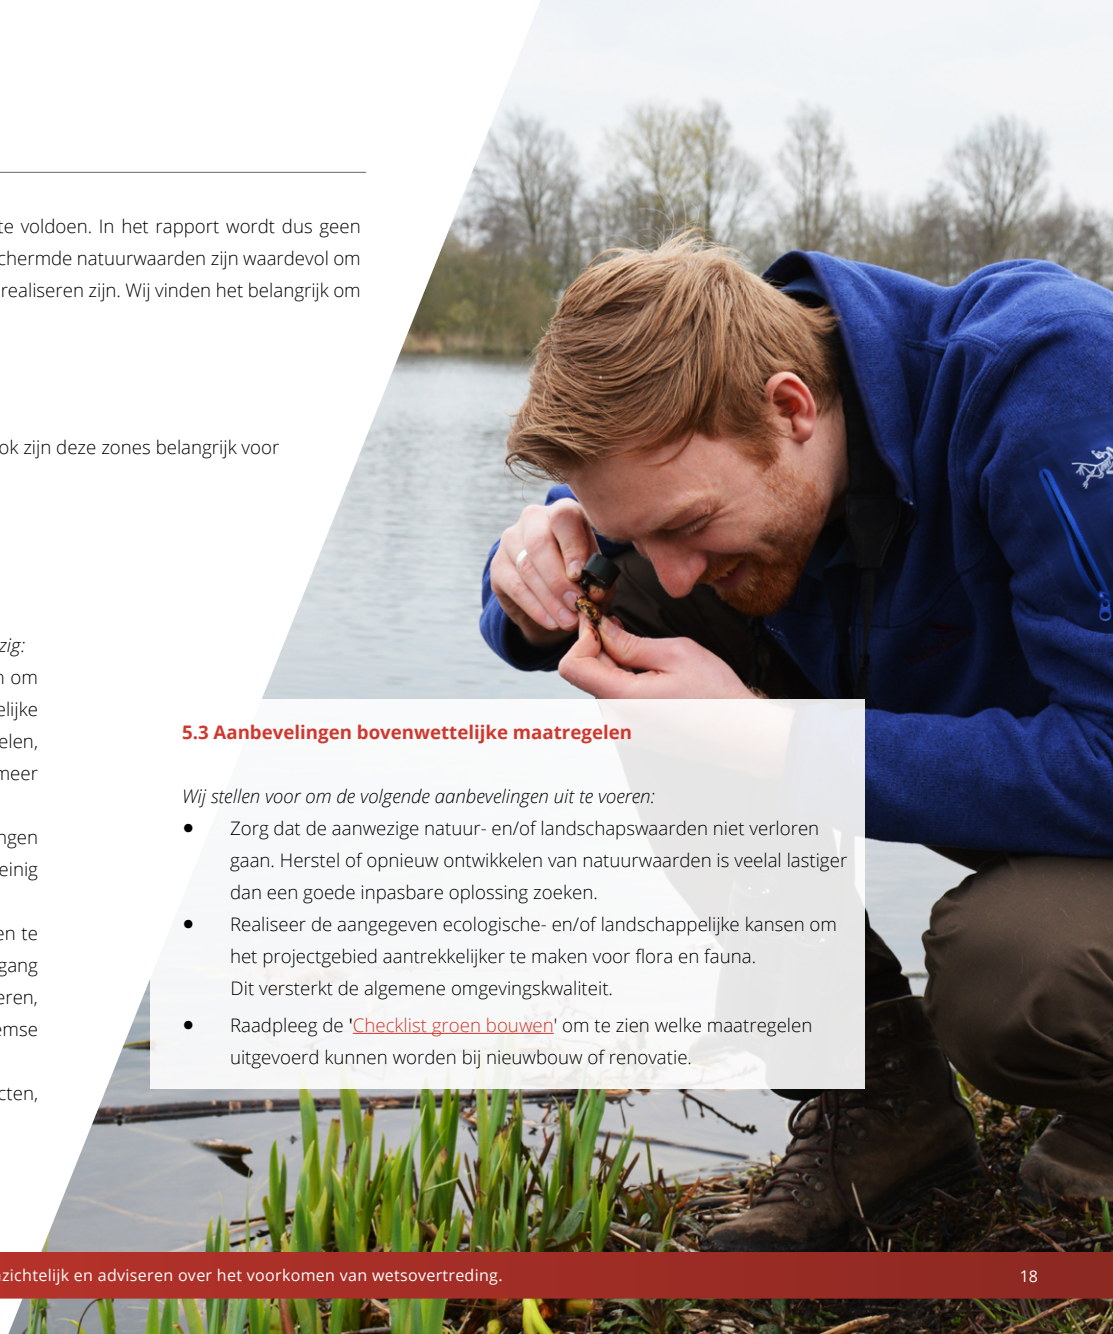 te voldoen. In het rapport wordt dus geen
chermde natuurwaarden zijn waardevol om
realiseren zijn. Wij vinden het belangrijk om
ok zijn deze zones belangrijk voor
zig:
n om
elijke
elen,
meer
ngen
einig
en te
gang
eren,
emse
cten,
5.3 Aanbevelingen bovenwettelijke maatregelen
Wij stellen voor om de volgende aanbevelingen uit te voeren:
● Zorg dat de aanwezige natuur- en/of landschapswaarden niet verloren
gaan. Herstel of opnieuw ontwikkelen van natuurwaarden is veelal lastiger
dan een goede inpasbare oplossing zoeken.
● Realiseer de aangegeven ecologische- en/of landschappelijke kansen om
het projectgebied aantrekkelijker te maken voor flora en fauna.
Dit versterkt de algemene omgevingskwaliteit.
● Raadpleeg de 'Checklist groen bouwen' om te zien welke maatregelen
uitgevoerd kunnen worden bij nieuwbouw of renovatie.
zichtelijk en adviseren over het voorkomen van wetsovertreding.
18